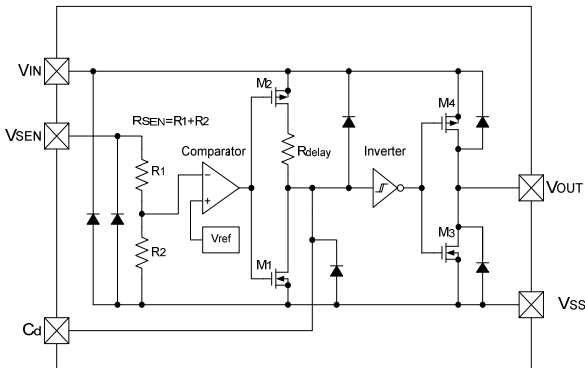 VIN
M2
M4
RSEN=R1+R2
VSEN
Comparator
Rdelay
Inverter
R1
−
+
VOUT
Vref
R2
M1
M3
VSS
Cd